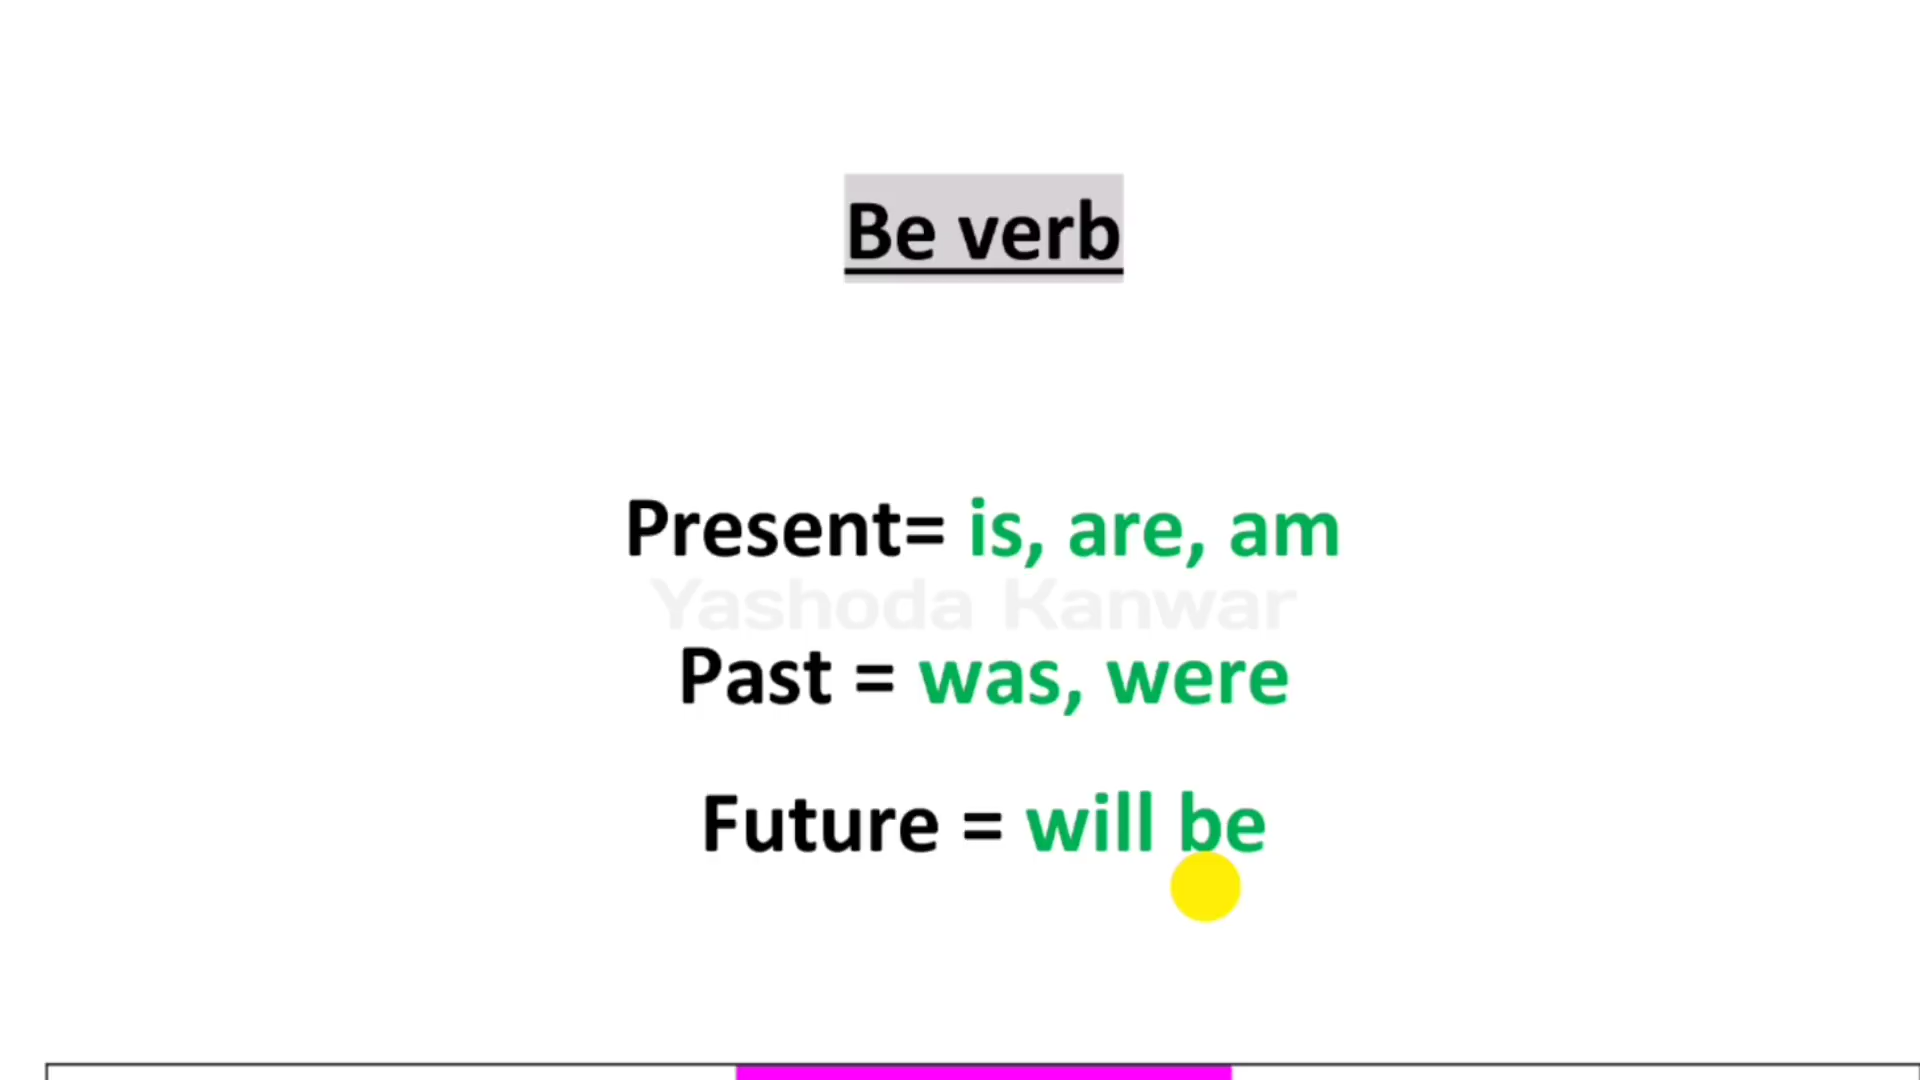 Be verb
Present= is, are, am
Yashoda Kanwar
Past = was, were
Future = will be